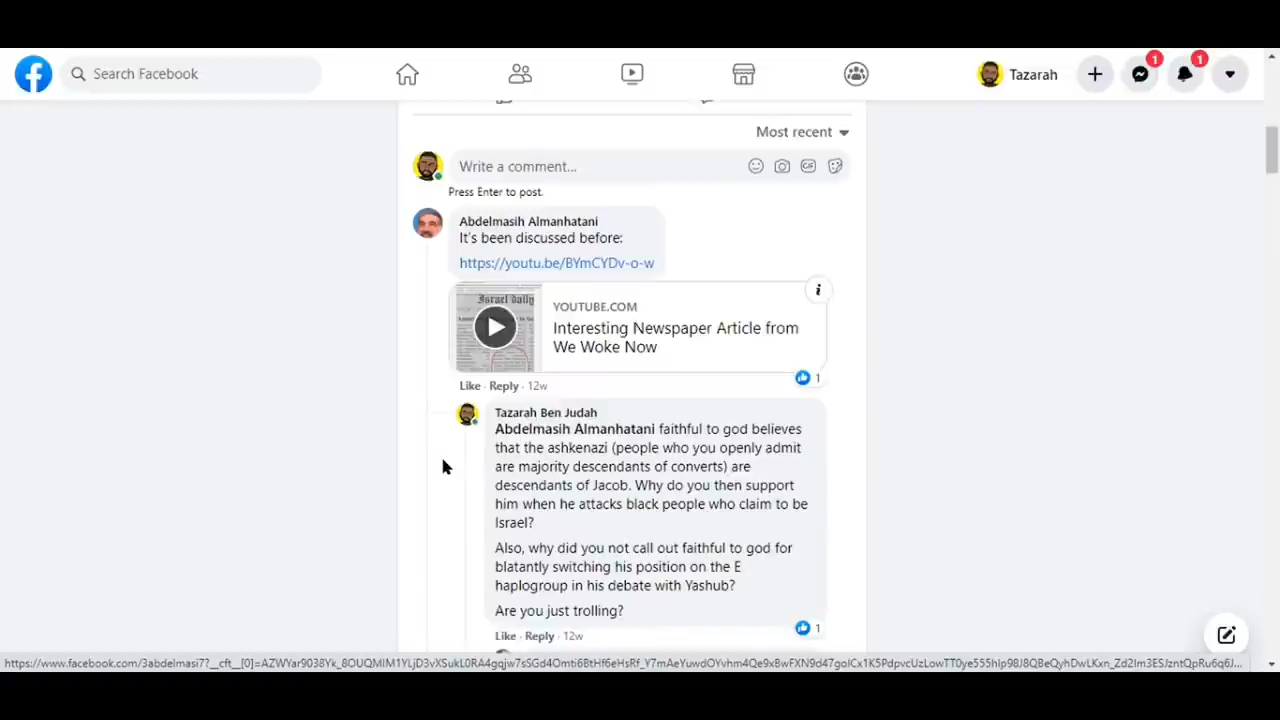 Search Facebook
Tazarah
1
1
Most recent
Write a comment...
Press Enter to post.
Abdelmasih Almanhatani
It's been discussed before:
https://youtu.be/BYmCYDv-o-w
Israel daily
YOUTUBE.COM
Interesting Newspaper Article from
We Woke Now
1
Like · Reply · 12w
Tazarah Ben Judah
Abdelmasih Almanhatani faithful to god believes
that the ashkenazi (people who you openly admit
are majority descendants of converts) are
descendants of Jacob. Why do you then support
him when he attacks black people who claim to be
Israel?
Also, why did you not call out faithful to god for
blatantly switching his position on the E
haplogroup in his debate with Yashub?
Are you just trolling?
1
Like · Reply · 12w